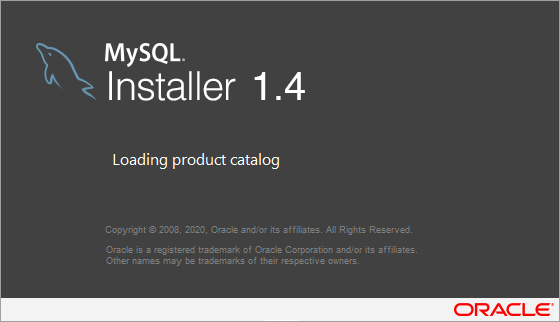 MySQL.
Installer 1.4
Loading product catalog
Copyright © 2008, 2020, Oracle and/or its affiliates. All Rights Reserved.
Oracle is a registered trademark of Oracle Corporation and/or its affiliates.
Other names may be trademarks of their respective owners.
ORACLE